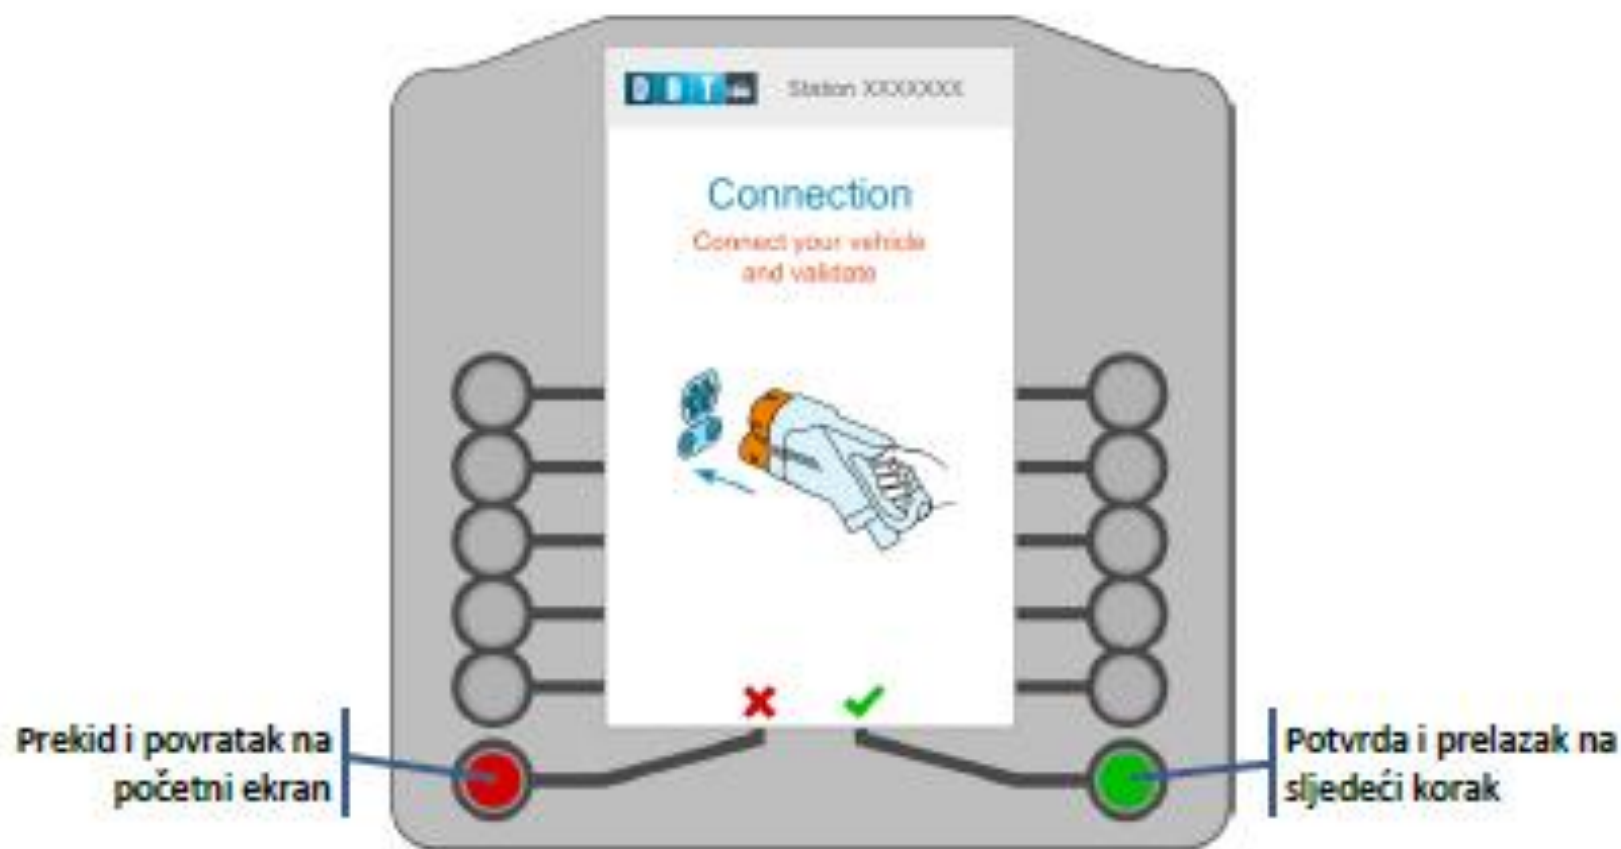 DBT
Station XXXXXXX
Connection
Connect your vehicle
and validate
Prekid i povratak na
početni ekran
Potvrda i prelazak na
sljedeći korak